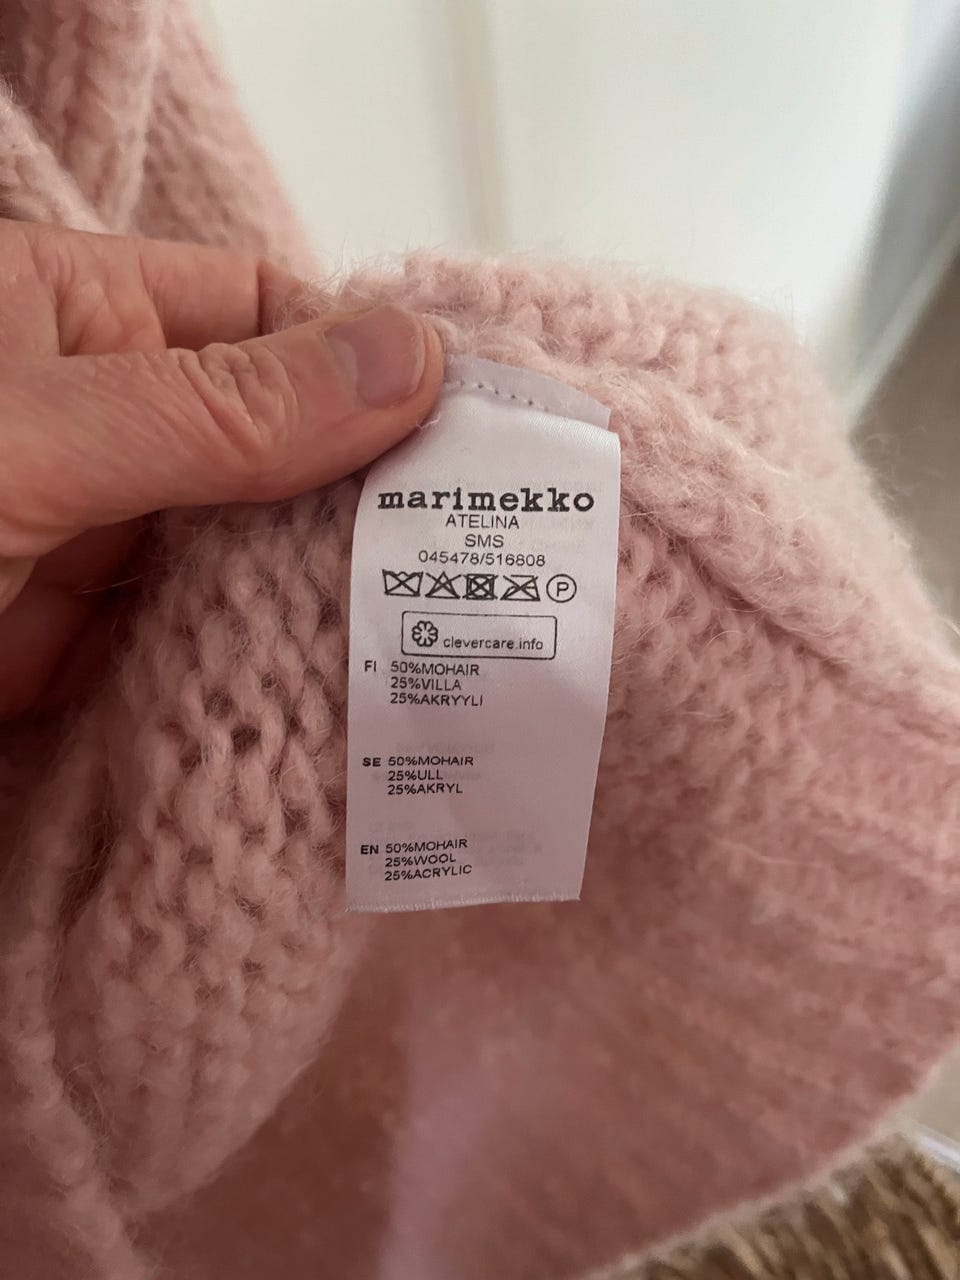 marimekko
ATELINA
SMS
045478/516808
P
clevercare.info
FI 50%MOHAIR
25%VILLA
25%AKRYYLI
SE 50%MOHAIR
25%ULL
25%AKRYL
EN 50%MOHAIR
25%WOOL
25%ACRYLIC